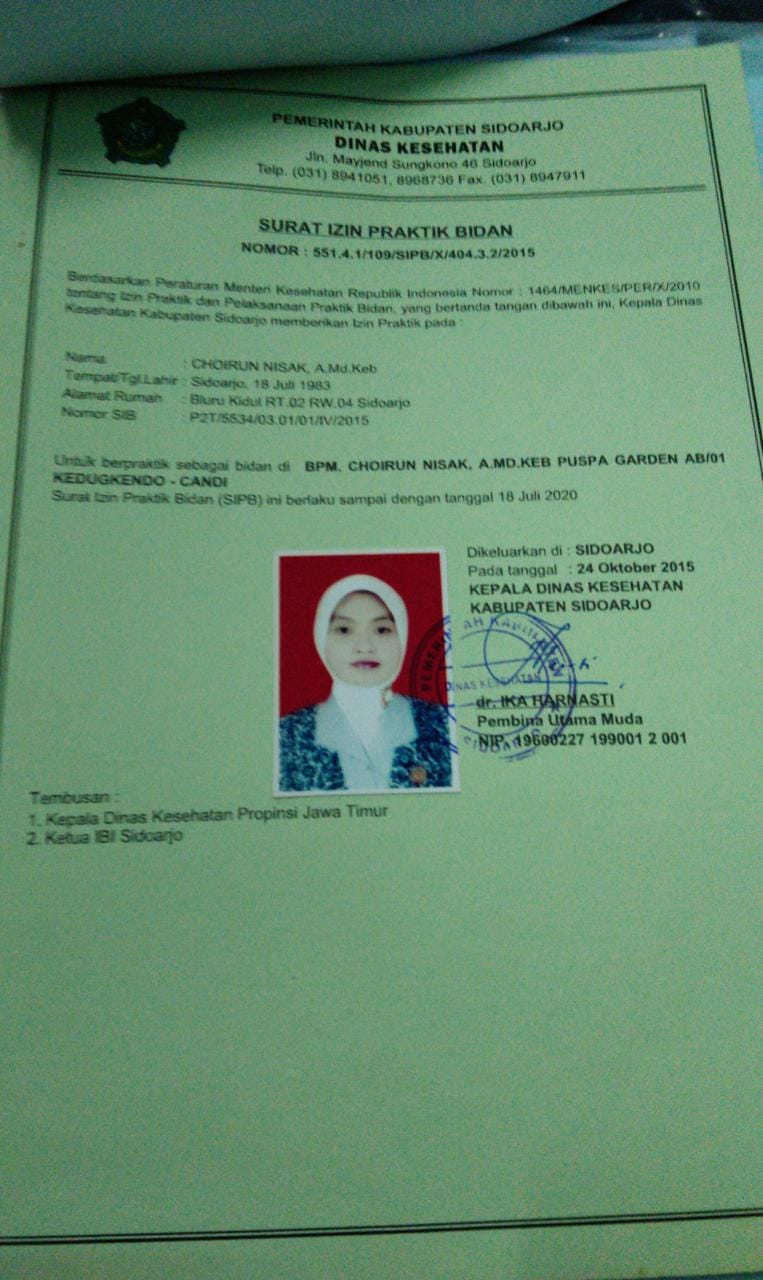 PEMERINTAH KABUPATEN SIDOARJO
DINAS KESEHATAN
Jln. Mayjend Sungkono 46 Sidoarjo
Telp. (031) 8941051, 8968736 Fax. (031) 8947911
SURAT IZIN PRAKTIK BIDAN
NOMOR : 551.4.1/109/SIPB/X/404.3.2/2015
Berdasarkan Peraturan Menteri Kesehatan Republik Indonesia Nomor : 1464/MENKES/PER/X/2010
tentang Izin Praktik dan Pelaksanaan Praktik Bidan, yang bertanda tangan dibawah ini, Kepala Dinas
Kesehatan Kabupaten Sidoarjo memberikan Izin Praktik pada :
Nama : CHOIRUN NISAK, A.Md.Keb
Tempat/Tgl.Lahir : Sidoarjo, 18 Juli 1983
Alamat Rumah : Bluru Kidul RT.02 RW.04 Sidoarjo
Nomor SIB : P2T/5534/03.01/01/IV/2015
Untuk berpraktik sebagai bidan di BPM. CHOIRUN NISAK, A.MD.KEB PUSPA GARDEN AB/01
KEDUGKENDO - CANDI
Surat Izin Praktik Bidan (SIPB) ini berlaku sampai dengan tanggal 18 Juli 2020
Dikeluarkan di : SIDOARJO
Pada tanggal : 24 Oktober 2015
KEPALA DINAS KESEHATAN
KABUPATEN SIDOARJO
DINAS KESEHATAN
dr. IKA HARNASTI
Pembina Utama Muda
NIP. 19600227 199001 2 001
Tembusan :
1. Kepala Dinas Kesehatan Propinsi Jawa Timur
2. Ketua IBI Sidoarjo